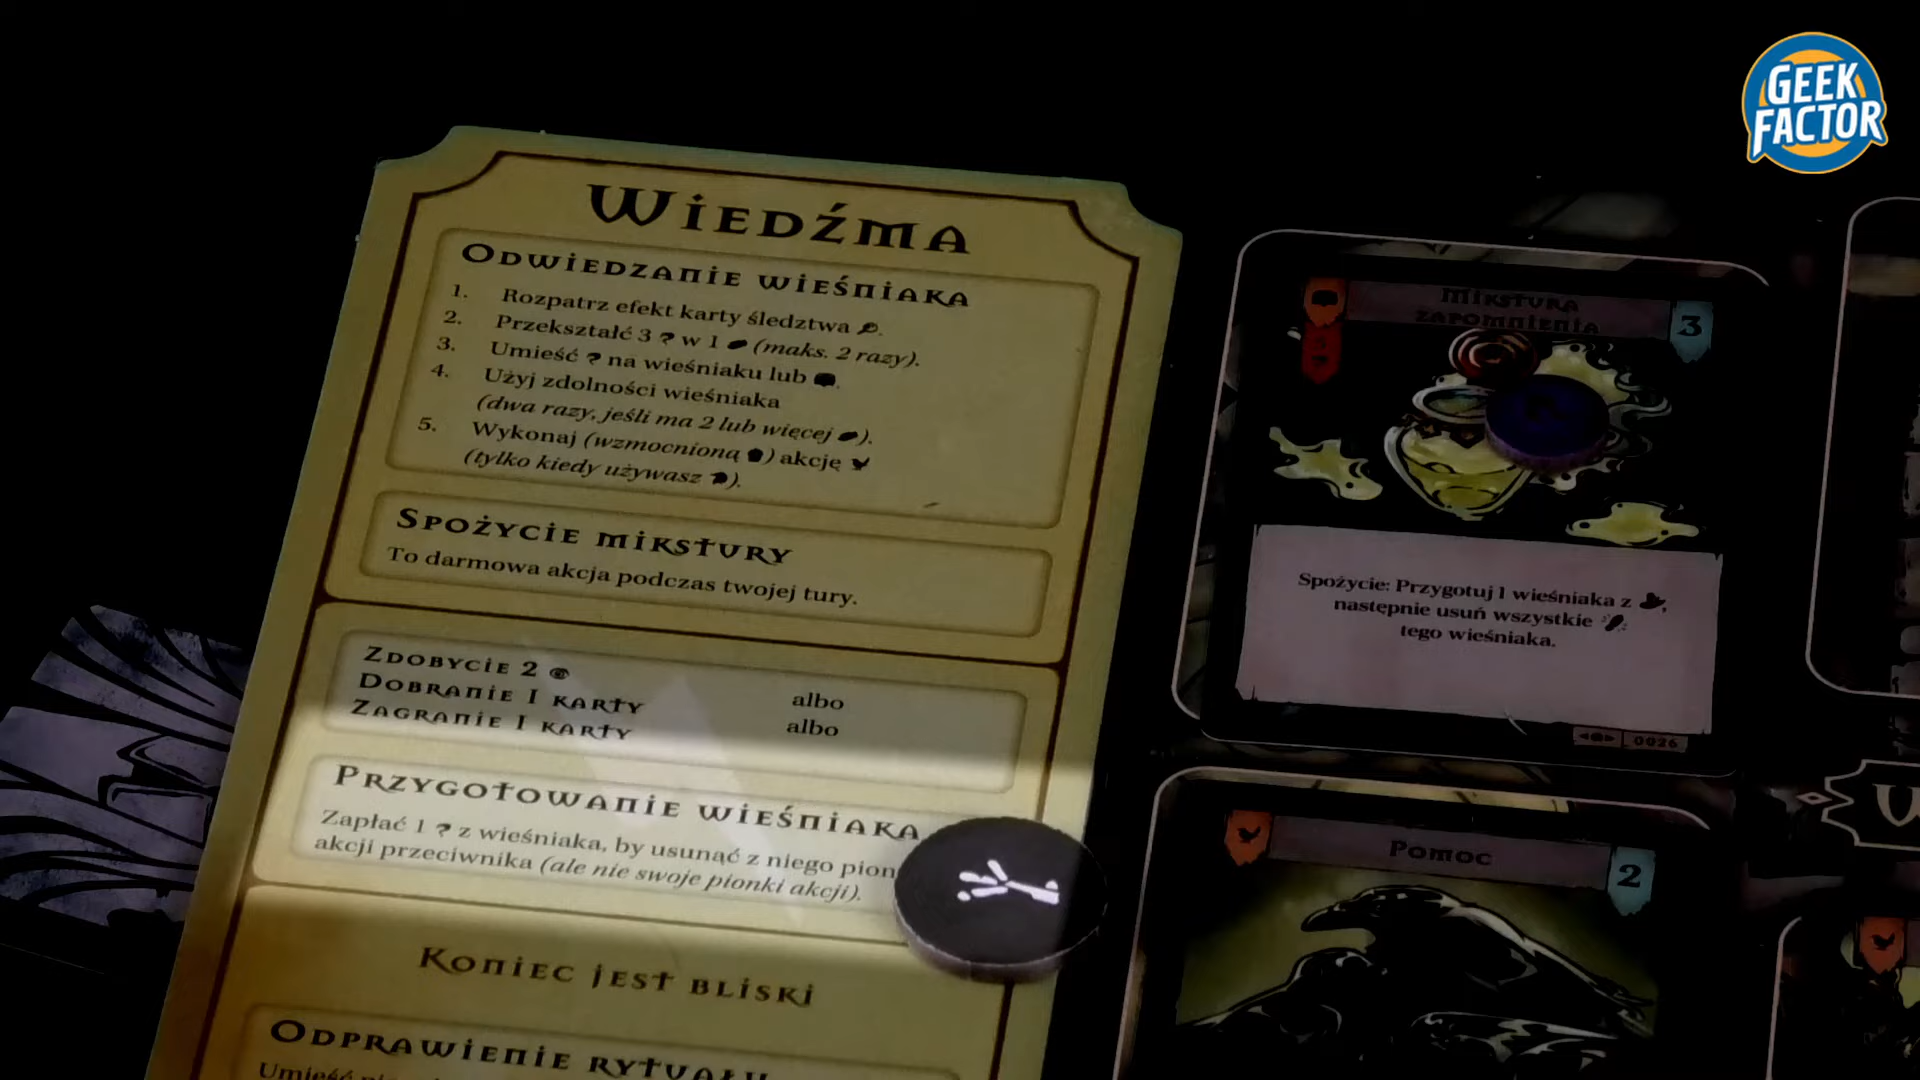 GEEK
FACTOR
Wiedźma
Odwiedzanie wieśniaka
1. Rozpatrz efekt karty śledztwa
2. Przekształć 3 w 1 (maks. 2 razy).
3. Umieść na wieśniaku lub
4. Użyj zdolności wieśniaka
(dwa razy, jeśli ma 2 lub więcej ).
5. Wykonaj (wzmocnioną ) akcję
(tylko kiedy używasz ).
Spożycie mikstury
To darmowa akcja podczas twojej tury.
Zdobycie 2
Dobranie 1 karty albo
Zagranie 1 karty albo
Przygotowanie wieśniaka
Zapłać 1 z wieśniaka, by usunąć z niego pion
akcji przeciwnika (ale nie swoje pionki akcji).
Koniec jest bliski
Odprawienie rytuału
Umieść
Mikstura
zapomnienia
3
Spożycie: Przygotuj 1 wieśniaka z ,
następnie usuń wszystkie
tego wieśniaka.
0026
Pomoc
2